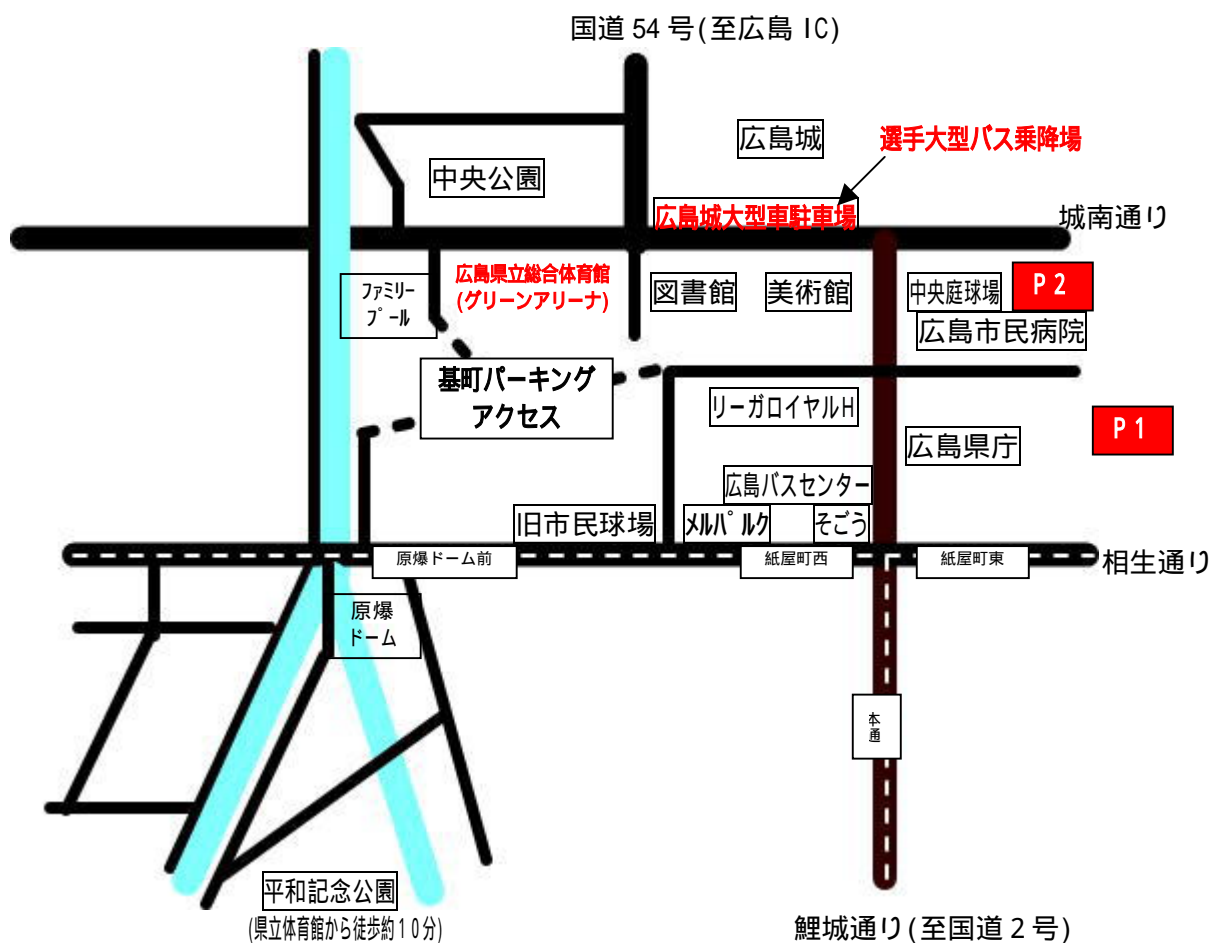 国道 54 号(至広島 IC)
広島城
選手大型バス乗降場
中央公園
広島城大型車駐車場
城南通り
ファミリー
プール
広島県立総合体育館
(グリーンアリーナ)
図書館
美術館
中央庭球場
P 2
広島市民病院
基町パーキング
アクセス
リーガロイヤルH
P 1
広島県庁
広島バスセンター
旧市民球場
メルパルク
そごう
原爆ドーム前
紙屋町西
紙屋町東
相生通り
原爆
ドーム
本通
平和記念公園
(県立体育館から徒歩約10分)
鯉城通り(至国道 2 号)